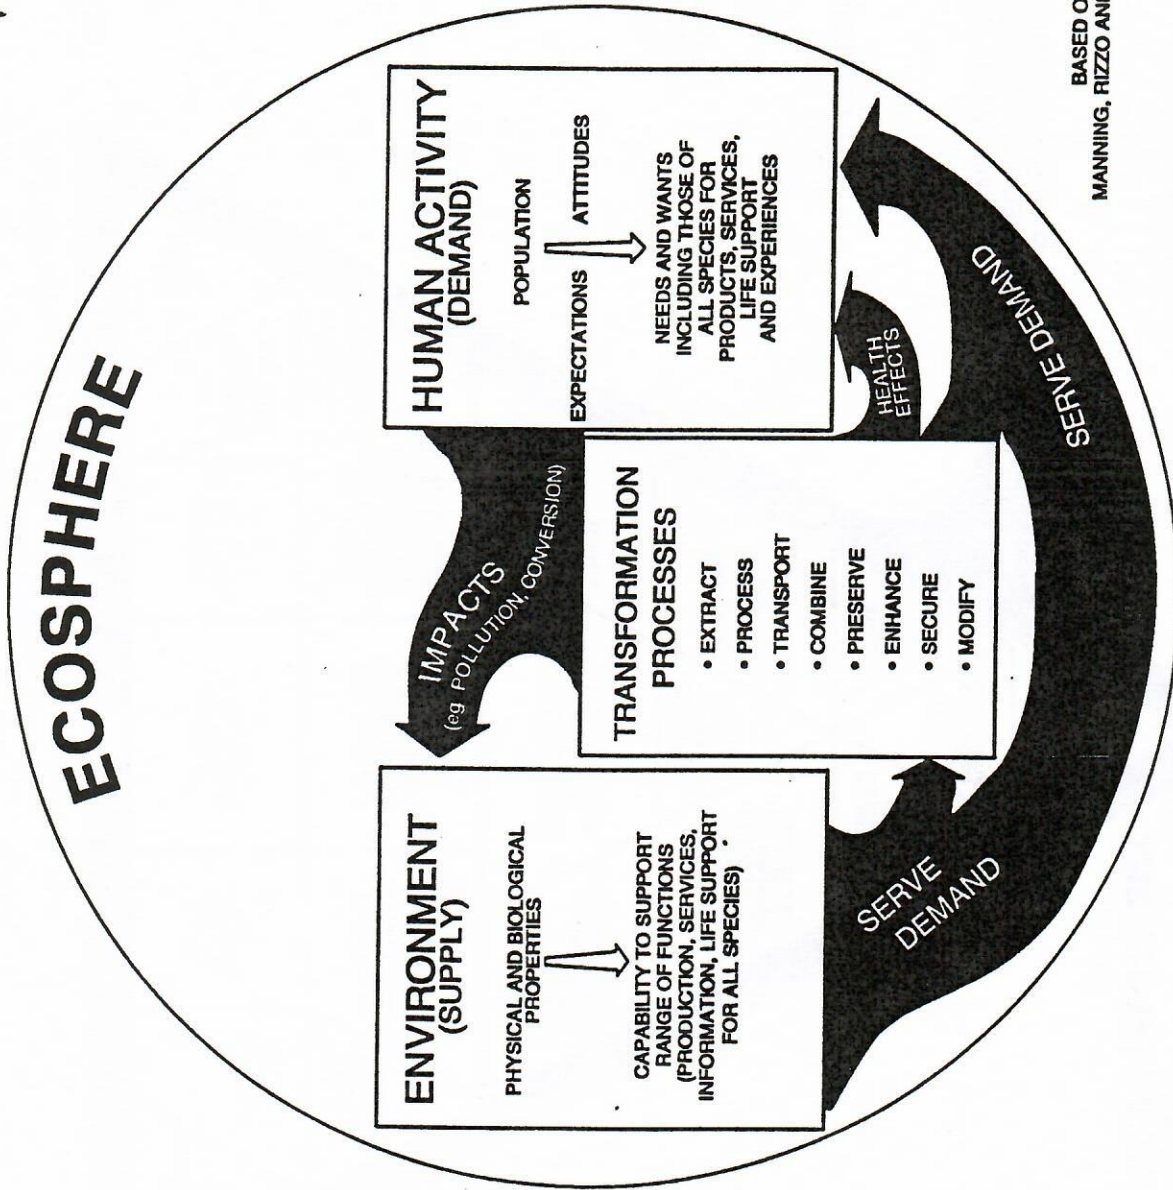 ECOSPHERE
ENVIRONMENT
(SUPPLY)
PHYSICAL AND BIOLOGICAL
PROPERTIES
CAPABILITY TO SUPPORT
RANGE OF FUNCTIONS
(PRODUCTION, SERVICES,
INFORMATION, LIFE SUPPORT
FOR ALL SPECIES)
IMPACTS
(eg POLLUTION, CONVERSION)
TRANSFORMATION
PROCESSES
• EXTRACT
• PROCESS
• TRANSPORT
• COMBINE
• PRESERVE
• ENHANCE
• SECURE
• MODIFY
HUMAN ACTIVITY
(DEMAND)
POPULATION
EXPECTATIONS ATTITUDES
NEEDS AND WANTS
INCLUDING THOSE OF
ALL SPECIES FOR
PRODUCTS, SERVICES,
LIFE SUPPORT
AND EXPERIENCES
HEALTH
EFFECTS
SERVE
DEMAND
SERVE DEMAND
BASED
MANNING, RIZZO